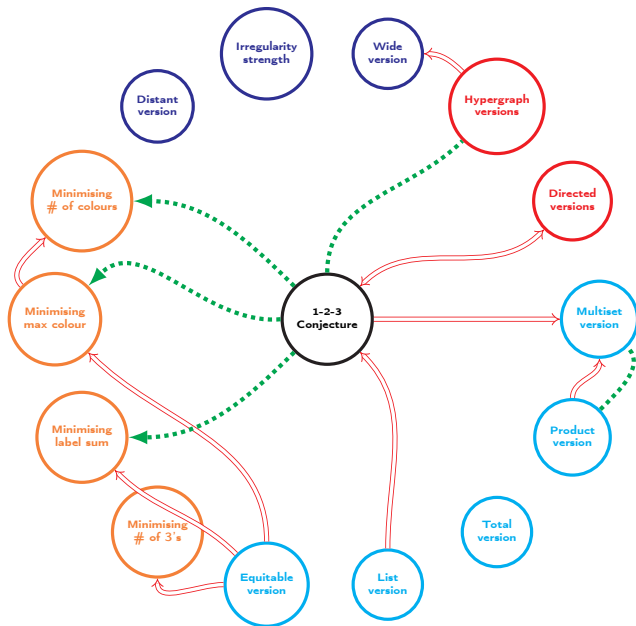 Irregularity
strength
Wide
version
Distant
version
Hypergraph
versions
Minimising
# of colours
Directed
versions
Minimising
max colour
1-2-3
Conjecture
Multiset
version
Minimising
label sum
Product
version
Minimising
# of 3's
Total
version
Equitable
version
List
version